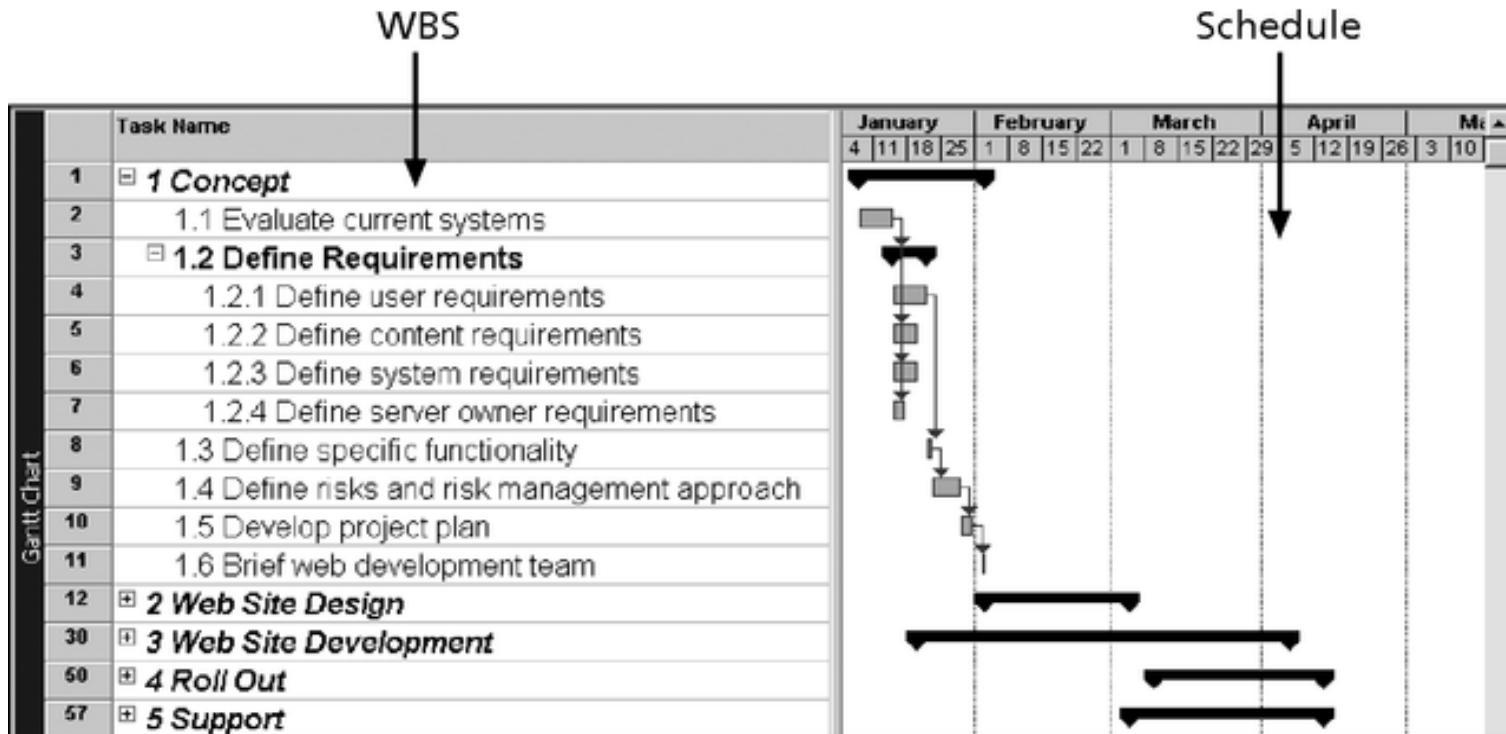 WBS Schedule
Task Name January February March April Ma
4 11 18 25 1 8 15 22 1 8 15 22 29 5 12 19 26 3 10
1 1 Concept
2 1.1 Evaluate current systems
3 1.2 Define Requirements
4 1.2.1 Define user requirements
5 1.2.2 Define content requirements
6 1.2.3 Define system requirements
7 1.2.4 Define server owner requirements
8 1.3 Define specific functionality
9 1.4 Define risks and risk management approach
10 1.5 Develop project plan
11 1.6 Brief web development team
12 2 Web Site Design
30 3 Web Site Development
50 4 Roll Out
57 5 Support
Gantt Chart